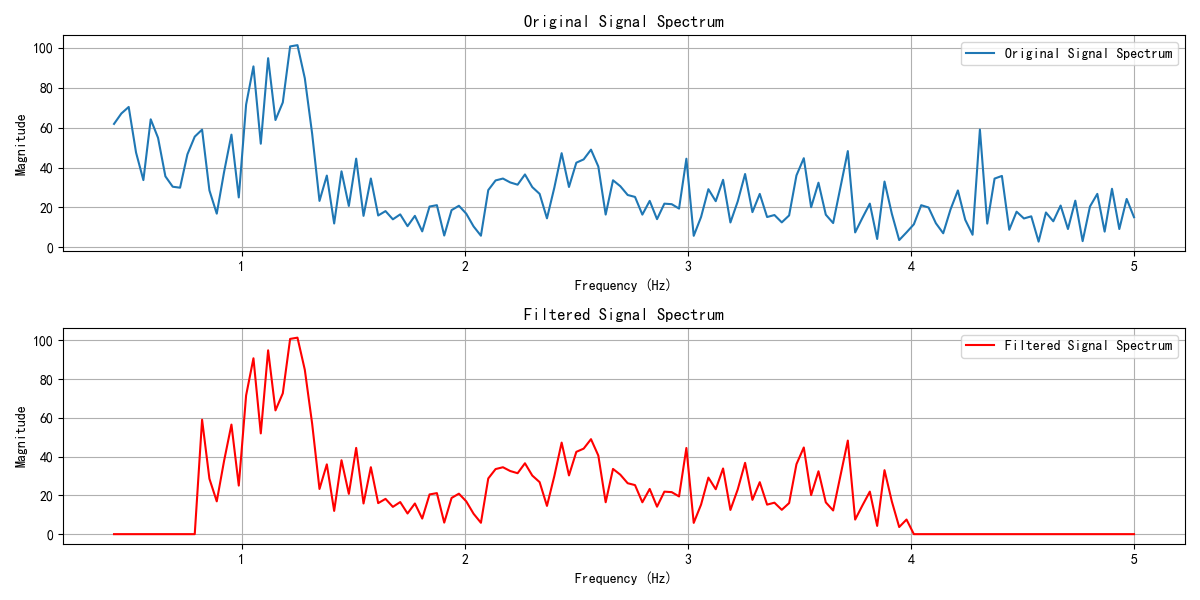 Original Signal Spectrum
Original Signal Spectrum
Magnitude
100
80
60
40
20
0
1
2
3
4
5
Frequency (Hz)
Filtered Signal Spectrum
Filtered Signal Spectrum
Magnitude
100
80
60
40
20
0
1
2
3
4
5
Frequency (Hz)